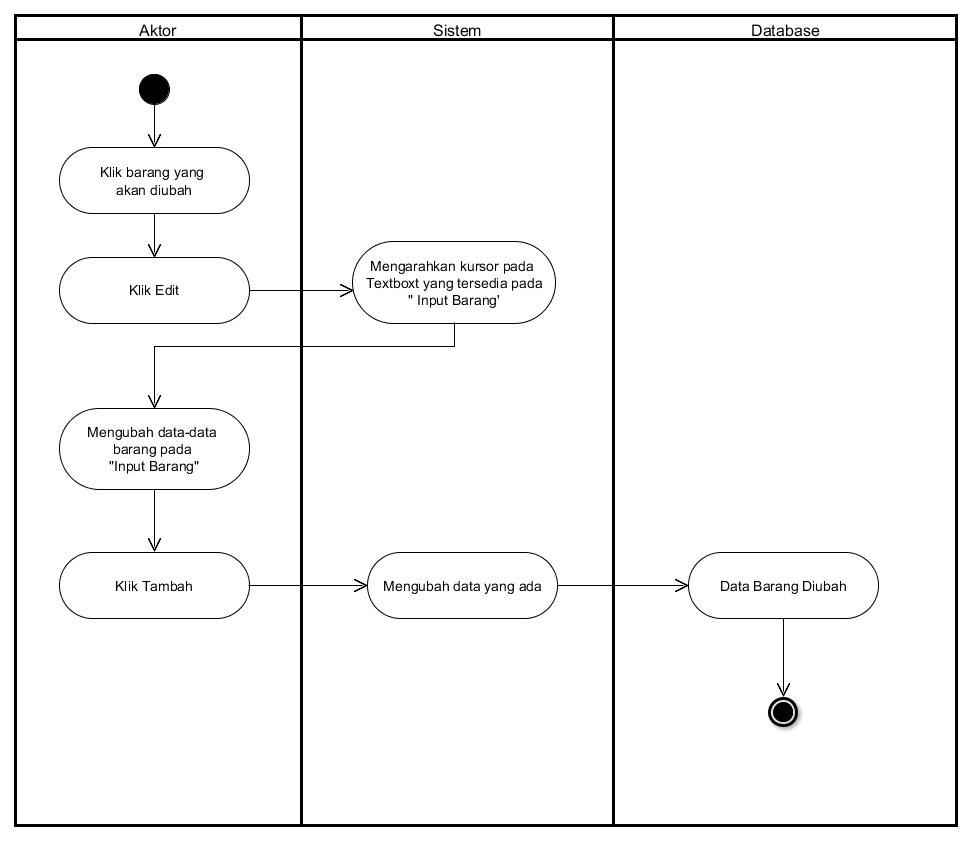 Aktor
Sistem
Database
Klik barang yang
akan diubah
Klik Edit
Mengarahkan kursor pada
Textboxt yang tersedia pada
" Input Barang'
Mengubah data-data
barang pada
"Input Barang"
Klik Tambah
Mengubah data yang ada
Data Barang Diubah